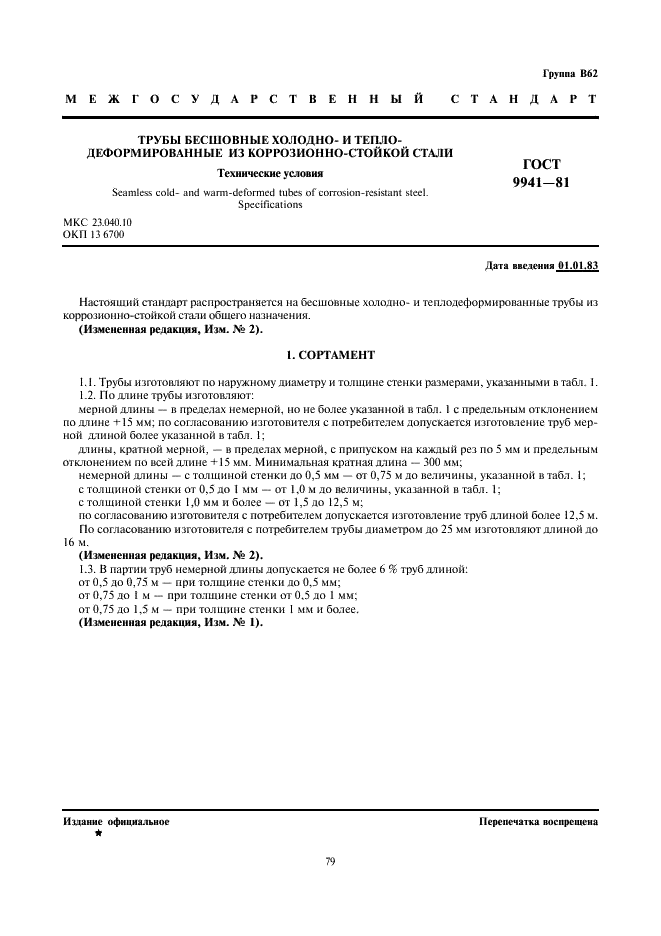 Группа В62
МЕЖГОСУДАРСТВЕННЫЙ СТАНДАРТ
ТРУБЫ БЕСШОВНЫЕ ХОЛОДНО- И ТЕПЛО-
ДЕФОРМИРОВАННЫЕ ИЗ КОРРОЗИОННО-СТОЙКОЙ СТАЛИ
Технические условия
Seamless cold- and warm-deformed tubes of corrosion-resistant steel.
Specifications
ГОСТ
9941—81
МКС 23.040.10
ОКП 13 6700
Дата введения 01.01.83
Настоящий стандарт распространяется на бесшовные холодно- и теплодеформированные трубы из
коррозионно-стойкой стали общего назначения.
(Измененная редакция, Изм. № 2).
1. СОРТАМЕНТ
1.1. Трубы изготовляют по наружному диаметру и толщине стенки размерами, указанными в табл. 1.
1.2. По длине трубы изготовляют:
мерной длины — в пределах немерной, но не более указанной в табл. 1 с предельным отклонением
по длине +15 мм; по согласованию изготовителя с потребителем допускается изготовление труб мер-
ной длиной более указанной в табл. 1;
длины, кратной мерной, — в пределах мерной, с припуском на каждый рез по 5 мм и предельным
отклонением по всей длине +15 мм. Минимальная кратная длина — 300 мм;
немерной длины — с толщиной стенки до 0,5 мм — от 0,75 м до величины, указанной в табл. 1;
с толщиной стенки от 0,5 до 1 мм — от 1,0 м до величины, указанной в табл. 1;
с толщиной стенки 1,0 мм и более — от 1,5 до 12,5 м;
по согласованию изготовителя с потребителем допускается изготовление труб длиной более 12,5 м.
По согласованию изготовителя с потребителем трубы диаметром до 25 мм изготовляют длиной до
16 м.
(Измененная редакция, Изм. № 2).
1.3. В партии труб немерной длины допускается не более 6 % труб длиной:
от 0,5 до 0,75 м — при толщине стенки до 0,5 мм;
от 0,75 до 1 м — при толщине стенки от 0,5 до 1 мм;
от 0,75 до 1,5 м — при толщине стенки 1 мм и более.
(Измененная редакция, Изм. № 1).
Издание официальное
Перепечатка воспрещена
★
79